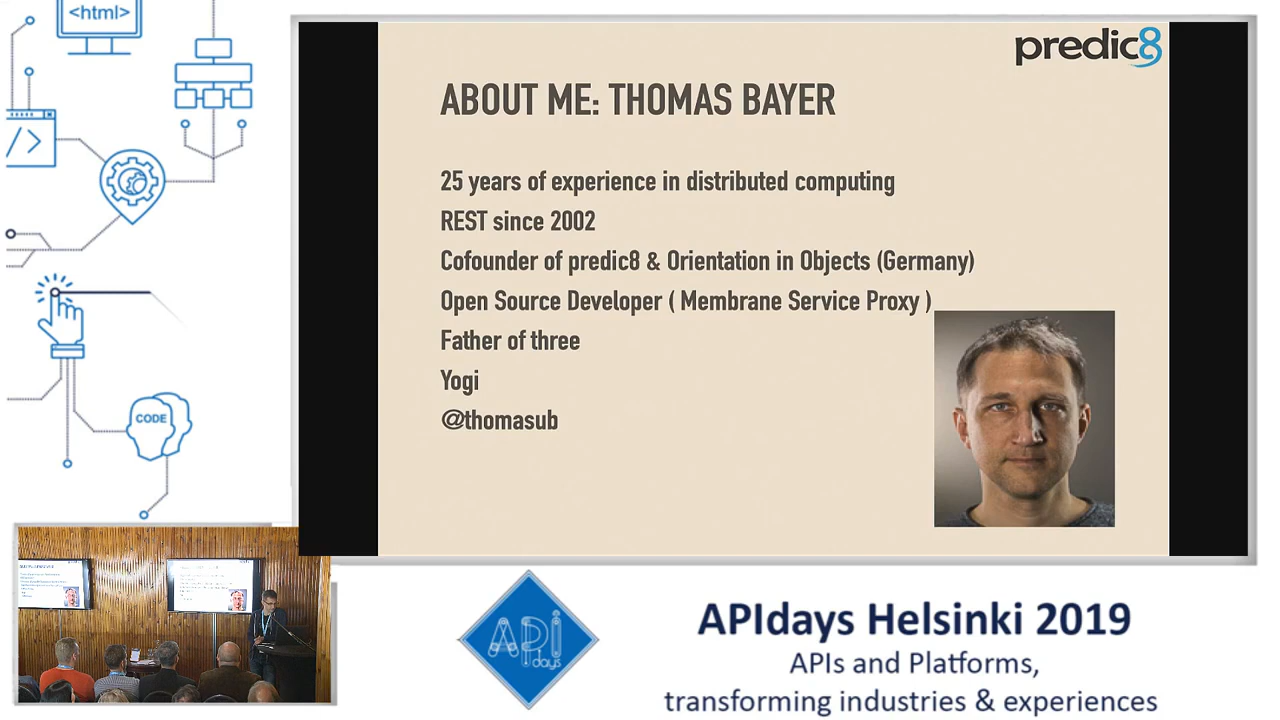 <html>
</>
CODE
predic8
ABOUT ME: THOMAS BAYER
25 years of experience in distributed computing
REST since 2002
Cofounder of predic8 & Orientation in Objects (Germany)
Open Source Developer ( Membrane Service Proxy )
Father of three
Yogi
@thomasub
API
days
APIdays Helsinki 2019
APIs and Platforms,
transforming industries & experiences